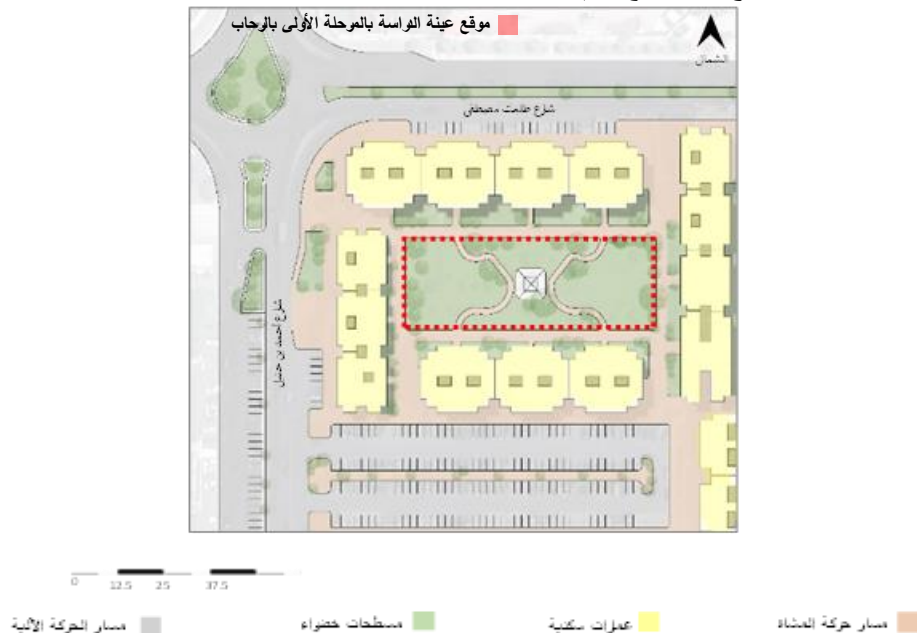 موقع عينة الدراسة بالمرحلة الأولى بالرحاب
الشمال
شارع طلعت مصطفى
شارع احمد بن حنبل
0 12.5 25 37.5
مسار حركة المشاة
عمارات سكنية
مسطحات خضراء
مسار الحركة الآلية